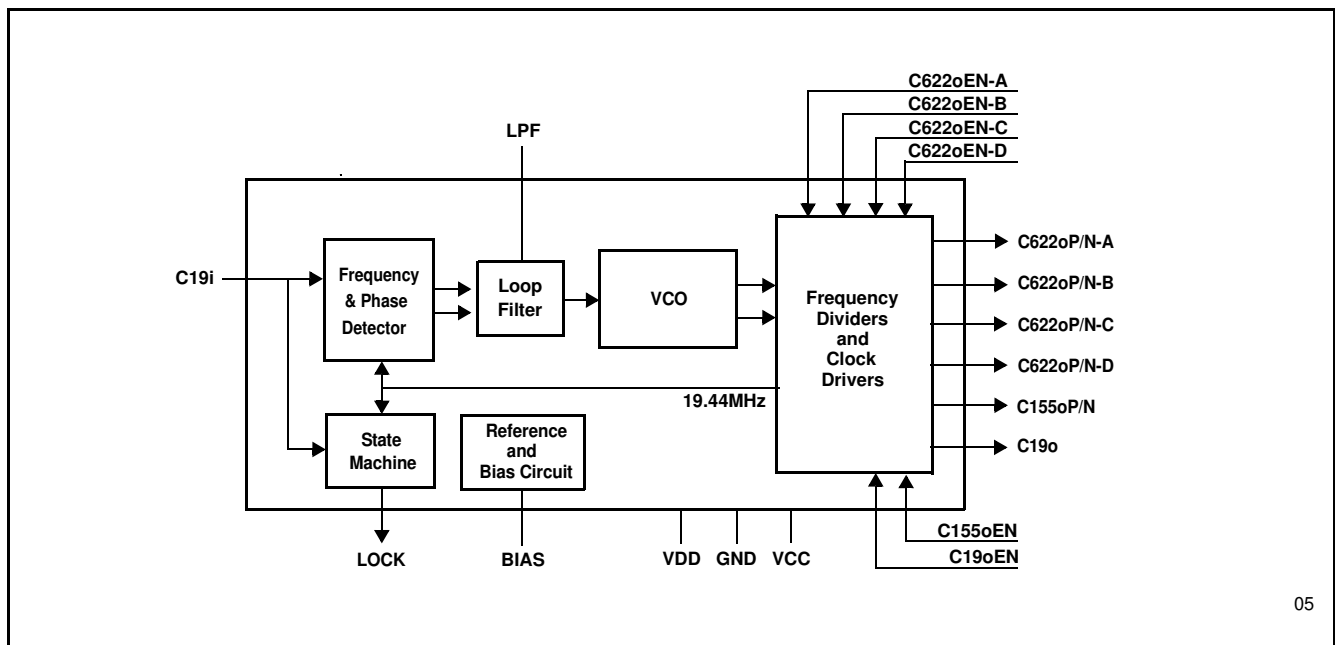 C622oEN-A
C622oEN-B
C622oEN-C
C622oEN-D
LPF
C19i
Frequency
& Phase
Detector
Loop
Filter
VCO
Frequency
Dividers
and
Clock
Drivers
C622oP/N-A
C622oP/N-B
C622oP/N-C
C622oP/N-D
C155oP/N
C19o
19.44MHz
State
Machine
Reference
and
Bias Circuit
LOCK
BIAS
VDD
GND
VCC
C155oEN
C19oEN
05